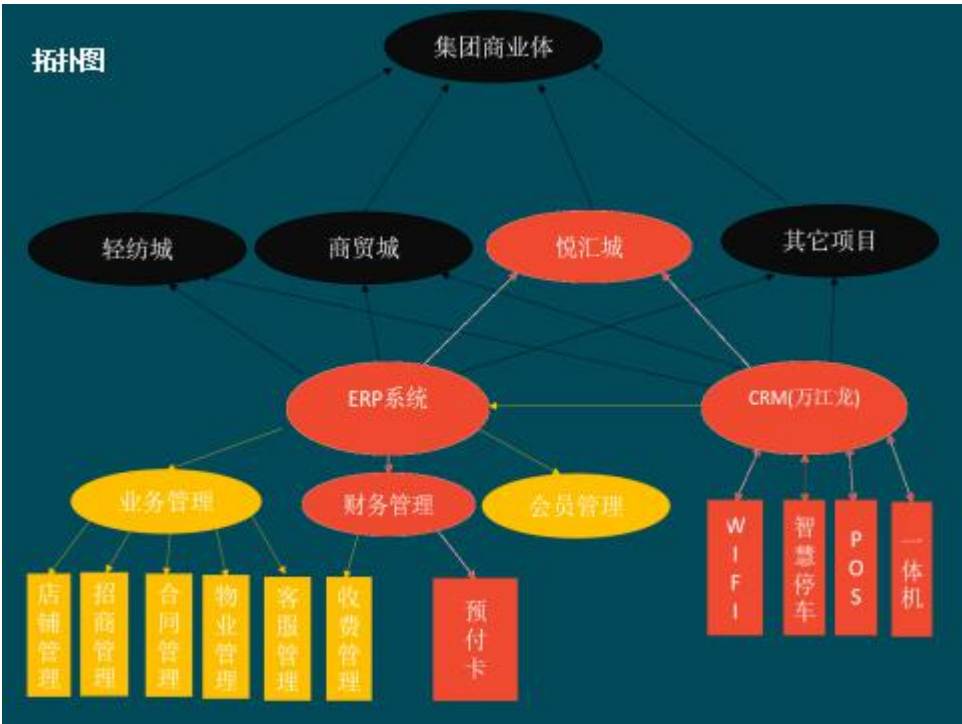 拓扑图
集团商业体
轻纺城
商贸城
悦汇城
其它项目
ERP系统
CRM(万江龙)
业务管理
财务管理
会员管理
店铺管理
招商管理
合同管理
物业管理
客服管理
收费管理
预付卡
WIFI
智慧停车
POS
一体机